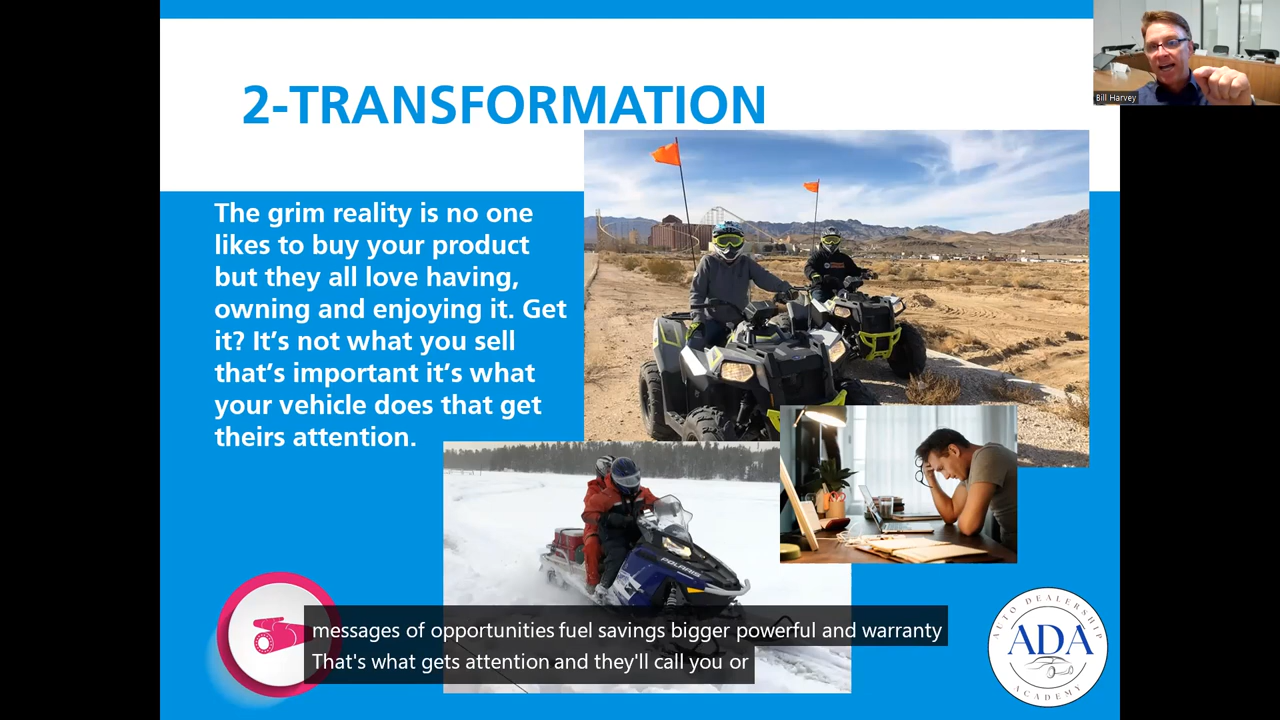 2-TRANSFORMATION
The grim reality is no one
likes to buy your product
but they all love having,
owning and enjoying it. Get
it? It’s not what you sell
that’s important it’s what
your vehicle does that get
theirs attention.
Bill Harvey
POLARIS
messages of opportunities fuel savings bigger powerful and warranty
That's what gets attention and they'll call you or
AUTO DEALERSHIP
ADA
ACADEMY